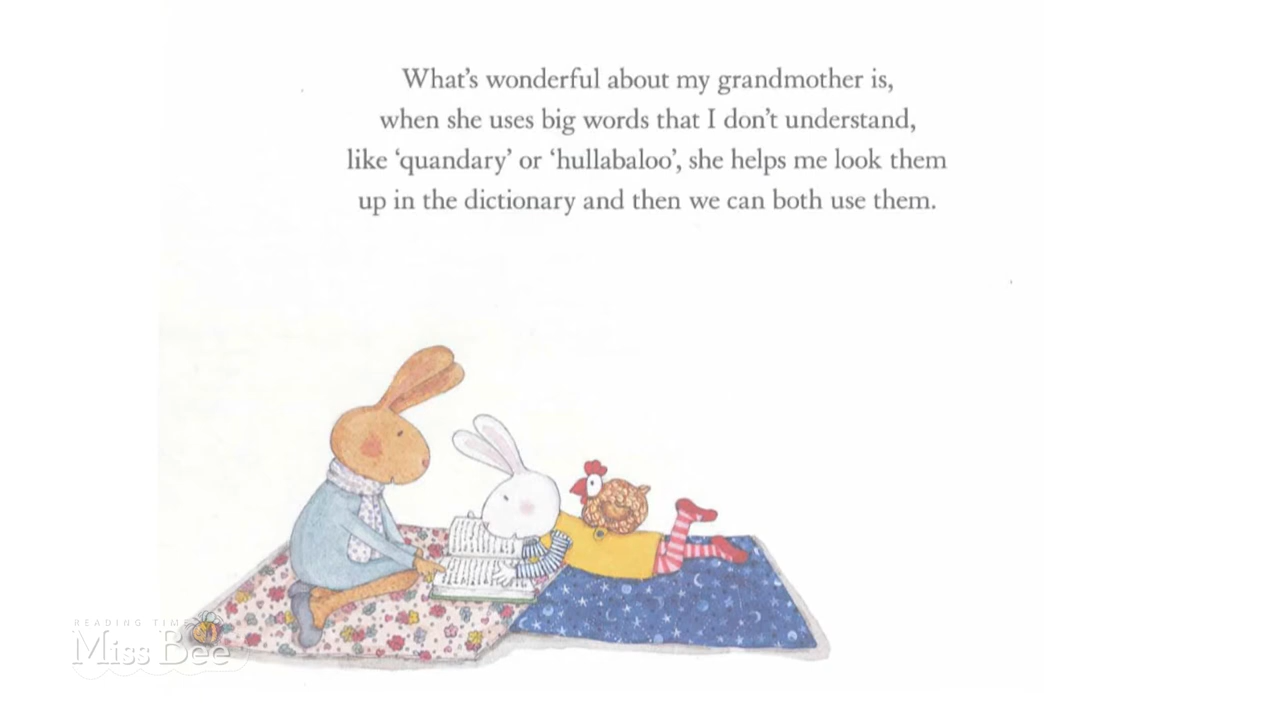 What's wonderful about my grandmother is,
when she uses big words that I don't understand,
like 'quandary' or 'hullabaloo', she helps me look them
up in the dictionary and then we can both use them.
READING TIME
Miss Bee